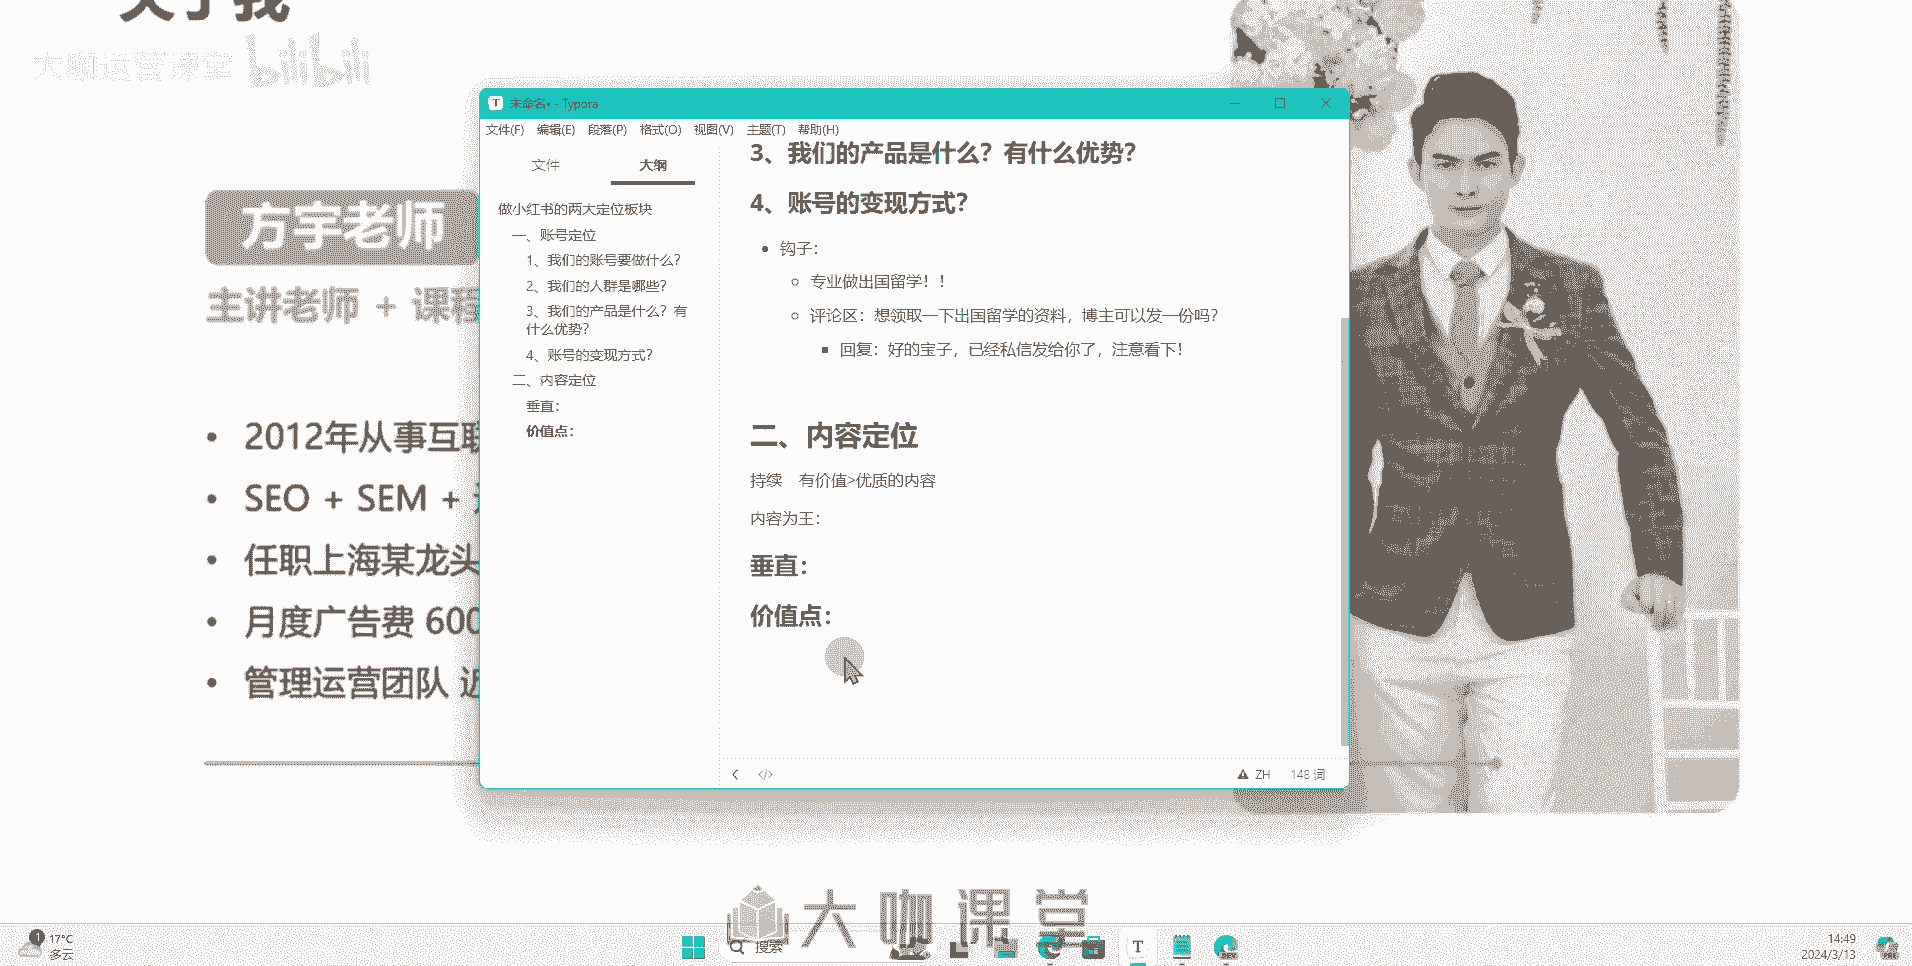 大咖运营课堂 bilibili
方宇老师
主讲老师 + 课程
• 2012年从事互联
• SEO + SEM +
• 任职上海某龙头
• 月度广告费 600
• 管理运营团队 近
未命名• - Typora
文件(F) 编辑(E) 段落(P) 格式(O) 视图(V) 主题(T) 帮助(H)
文件 大纲
做小红书的两大定位板块
一、账号定位
1、我们的账号要做什么？
2、我们的人群是哪些？
3、我们的产品是什么？有
什么优势？
4、账号的变现方式？
二、内容定位
垂直：
价值点：
3、我们的产品是什么？有什么优势？
4、账号的变现方式？
钩子：
专业做出国留学！！
评论区：想领取一下出国留学的资料，博主可以发一份吗？
回复：好的宝子，已经私信发给你了，注意看下！
二、内容定位
持续 有价值>优质的内容
内容为王：
垂直：
价值点：
ZH 148 词
大咖课堂
1 17°C
多云
搜索
T
DEV
14:49
2024/3/13
PRE